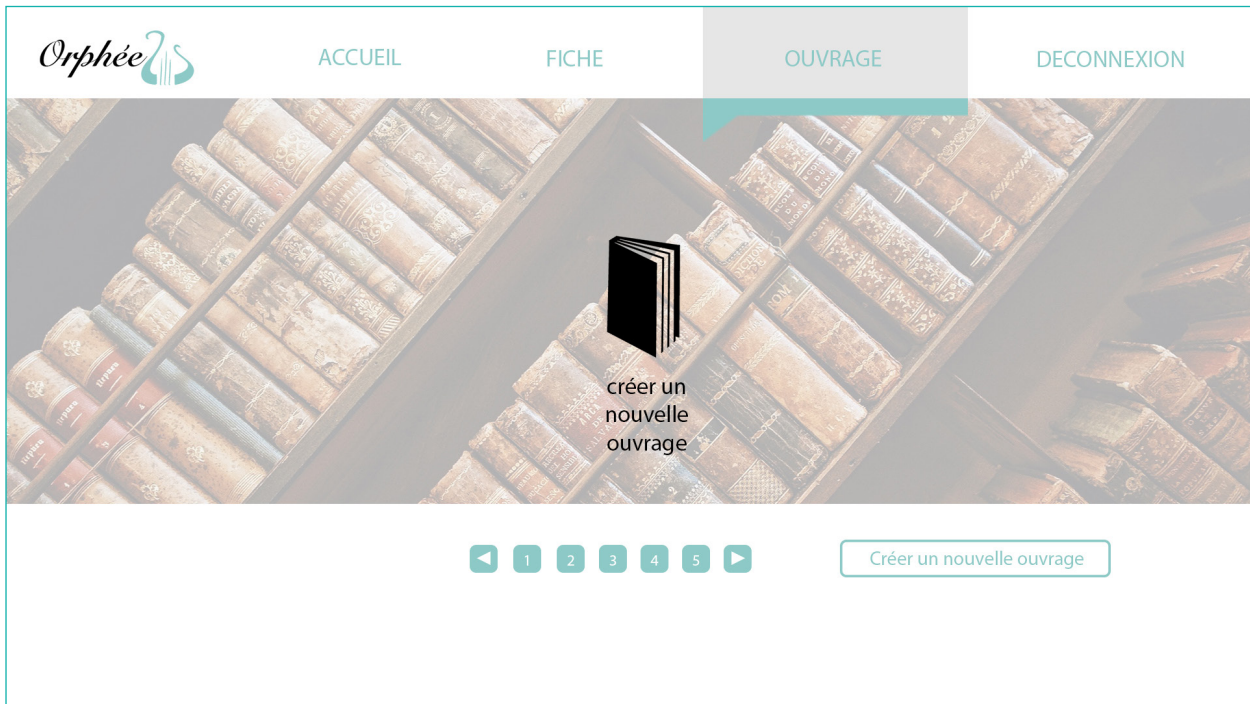 Orphée
ACCUEIL
FICHE
OUVRAGE
DECONNEXION
créer un
nouvelle
ouvrage
1
2
3
4
5
Créer un nouvelle ouvrage